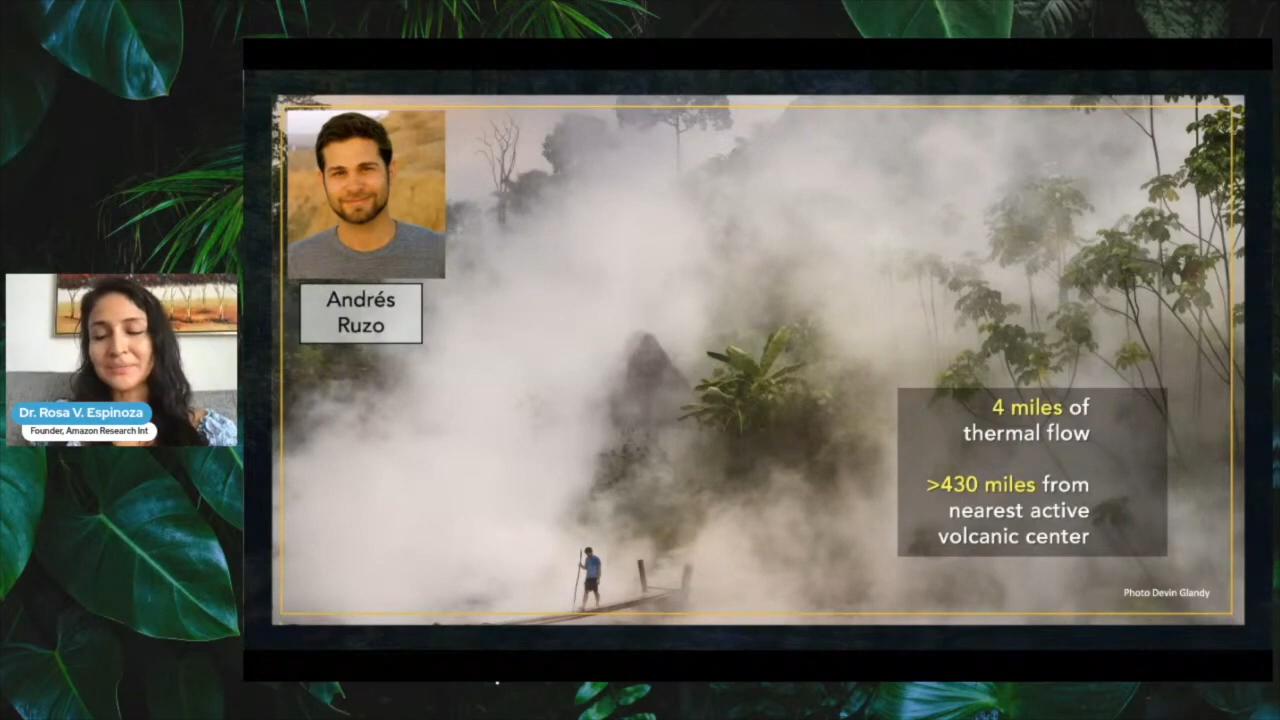 Andrés
Ruzo
Dr. Rosa V. Espinoza
Founder, Amazon Research Int
4 miles of
thermal flow
>430 miles from
nearest active
volcanic center
Photo Devin Glandy